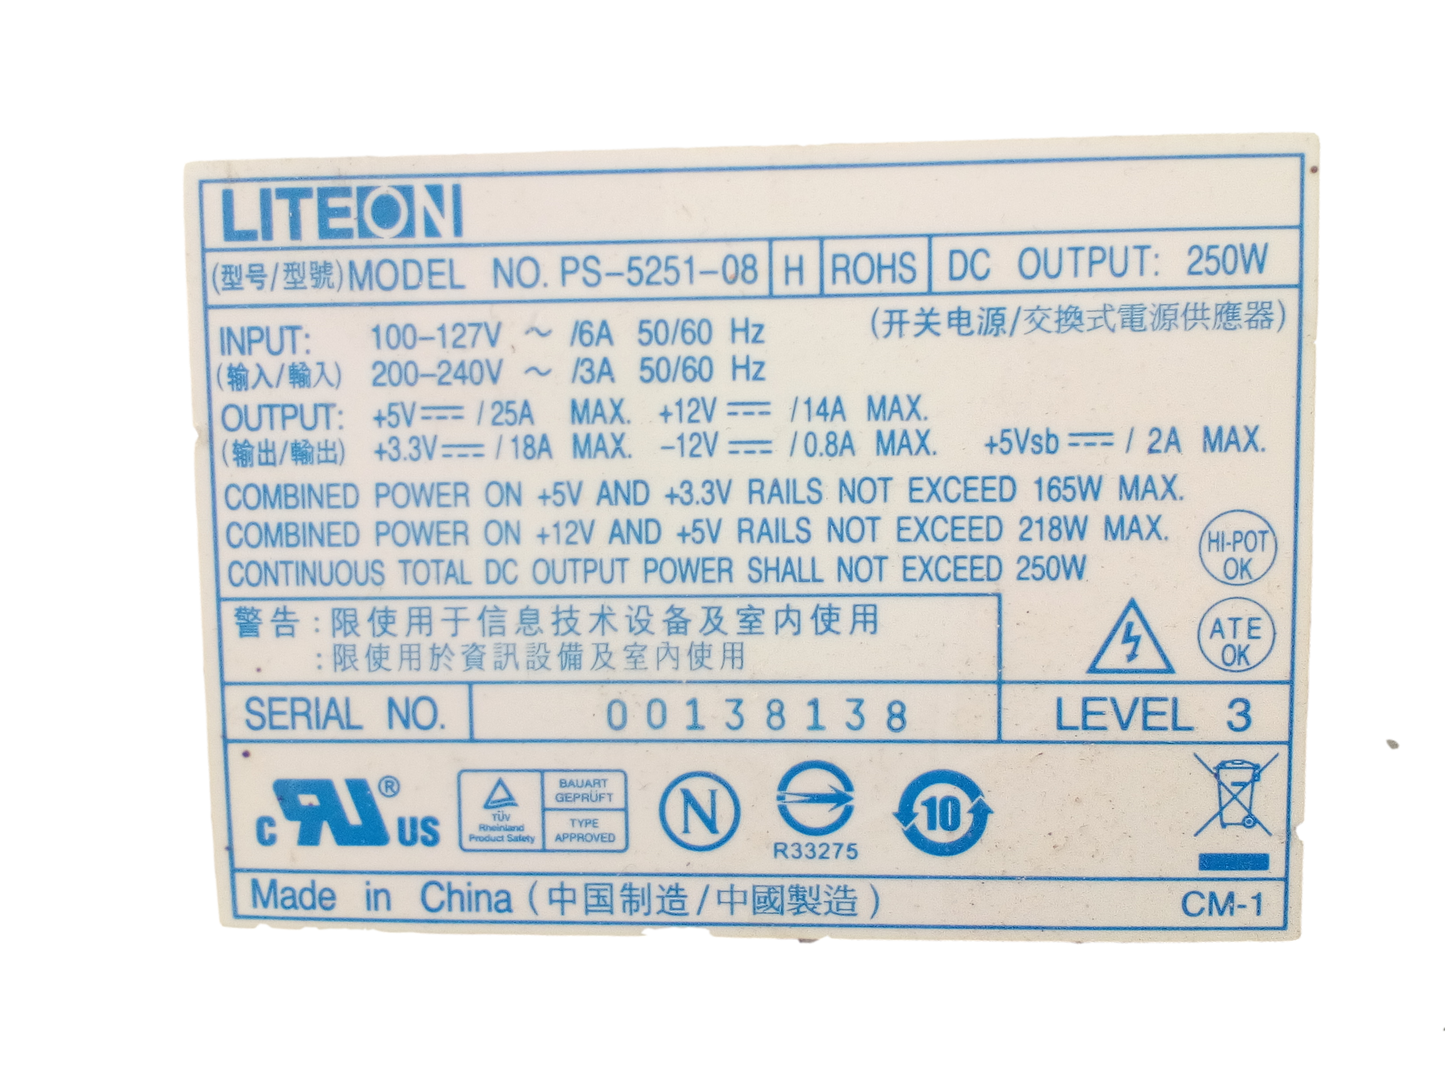 LITEON
(型号/型號) MODEL NO. PS-5251-08 H ROHS DC OUTPUT: 250W
(开关电源/交換式電源供應器)
INPUT: 100-127V ~ /6A 50/60 Hz
(输入/輸入) 200-240V ~ /3A 50/60 Hz
OUTPUT: +5V⎓ /25A MAX. +12V⎓ /14A MAX.
(输出/輸出) +3.3V⎓ /18A MAX. -12V⎓ /0.8A MAX. +5Vsb⎓ / 2A MAX.
COMBINED POWER ON +5V AND +3.3V RAILS NOT EXCEED 165W MAX.
COMBINED POWER ON +12V AND +5V RAILS NOT EXCEED 218W MAX.
CONTINUOUS TOTAL DC OUTPUT POWER SHALL NOT EXCEED 250W
HI-POT
OK
警告:限使用于信息技术设备及室内使用
:限使用於資訊設備及室內使用
ATE
OK
SERIAL NO. 00138138 LEVEL 3
c RU ® US
TÜV
Rheinland
Product Safety
BAUART
GEPRÜFT
TYPE
APPROVED
N
R33275
10
Made in China (中国制造/中國製造) CM-1